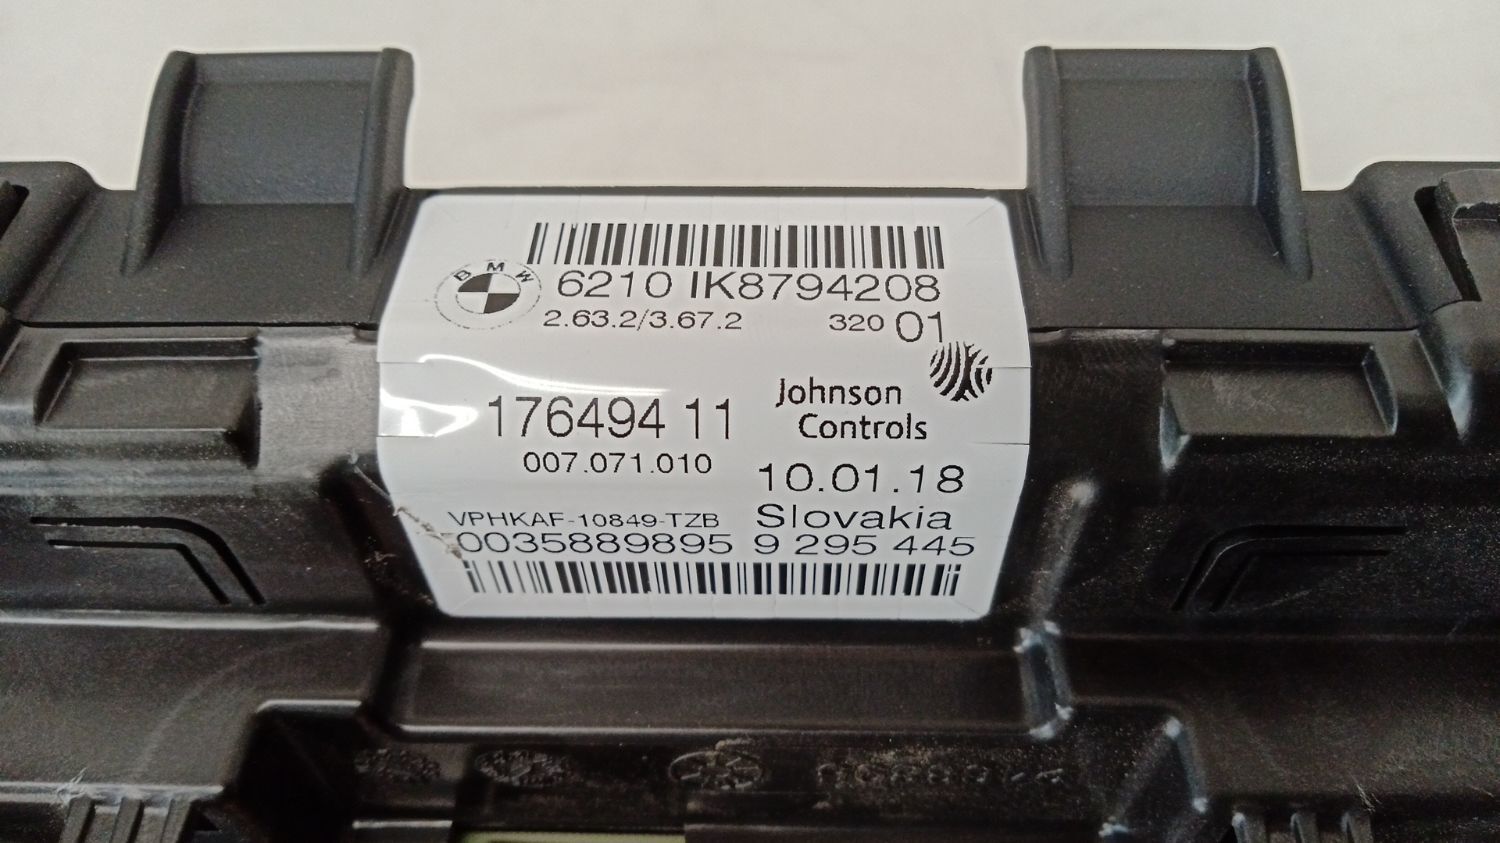 BMW
6210 IK8794208
2.63.2/3.67.2 320 01
Johnson
Controls
176494 11
007.071.010
10.01.18
VPHKAF-10849-TZB Slovakia
0035889895 9 295 445